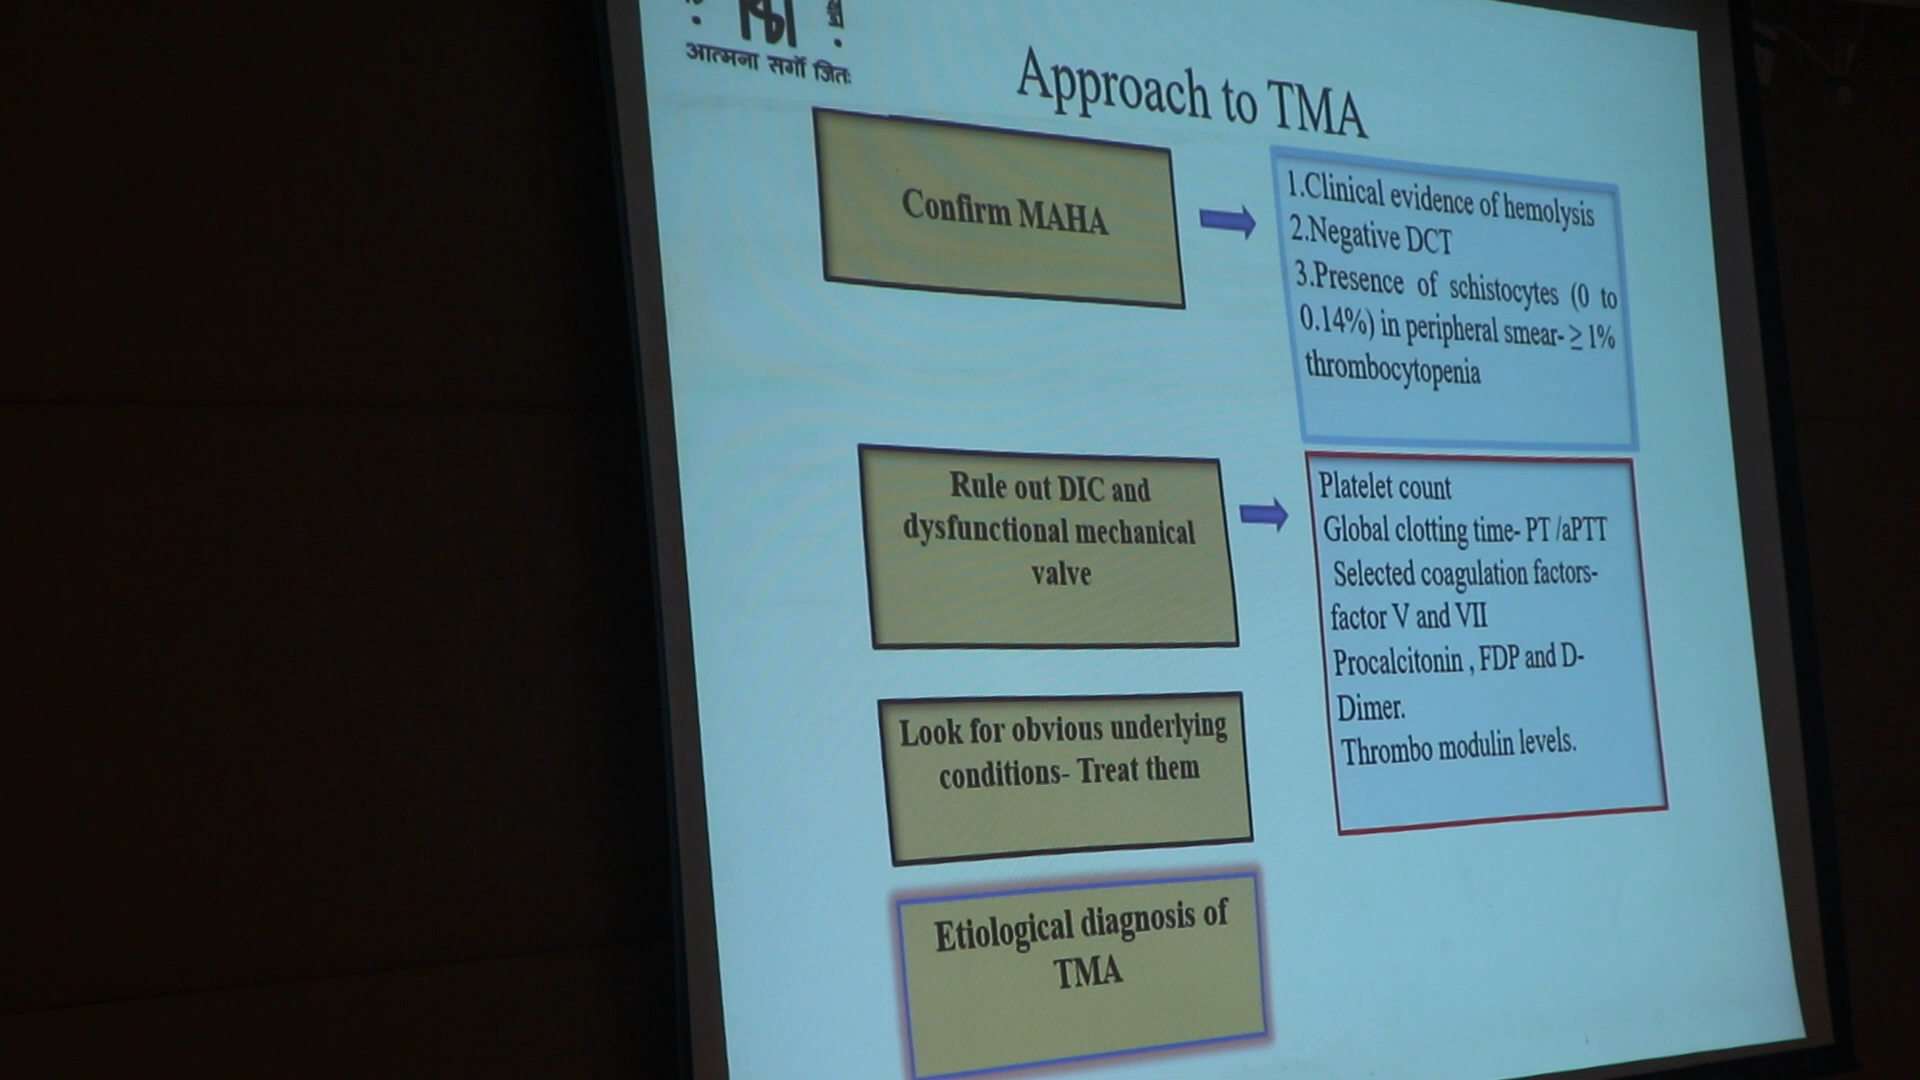 आत्मना सर्गो जितः
Approach to TMA
Confirm MAHA
1.Clinical evidence of hemolysis
2.Negative DCT
3.Presence of schistocytes (0 to
0.14%) in peripheral smear- ≥ 1%
thrombocytopenia
Rule out DIC and
dysfunctional mechanical
valve
Platelet count
Global clotting time- PT /aPTT
Selected coagulation factors-
factor V and VII
Procalcitonin , FDP and D-
Dimer.
Thrombo modulin levels.
Look for obvious underlying
conditions- Treat them
Etiological diagnosis of
TMA